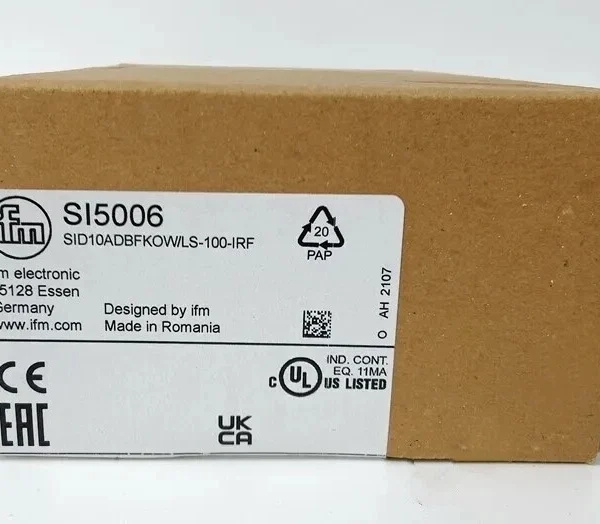 ifm
SI5006
SID10ADBFKOW/LS-100-IRF
m electronic
5128 Essen
Germany
www.ifm.com
Designed by ifm
Made in Romania
20
PAP
O AH 2107
CE
EAC
UK
CA
C UL US LISTED
IND. CONT.
EQ. 11MA